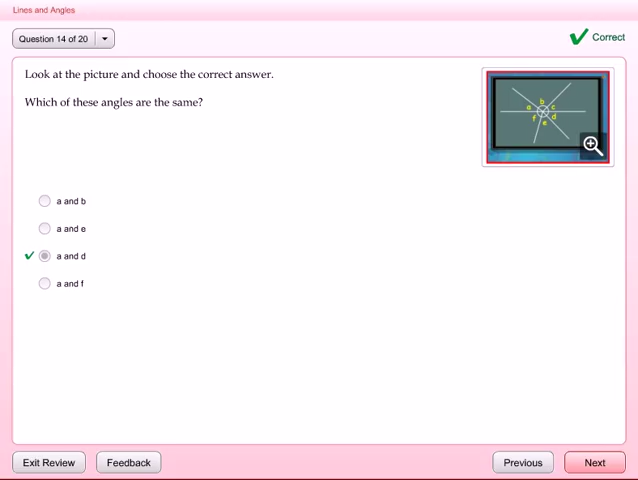 Lines and Angles
Question 14 of 20
Correct
Look at the picture and choose the correct answer.
Which of these angles are the same?
b
a c
f d
e
a and b
a and e
a and d
a and f
Exit Review
Feedback
Previous
Next